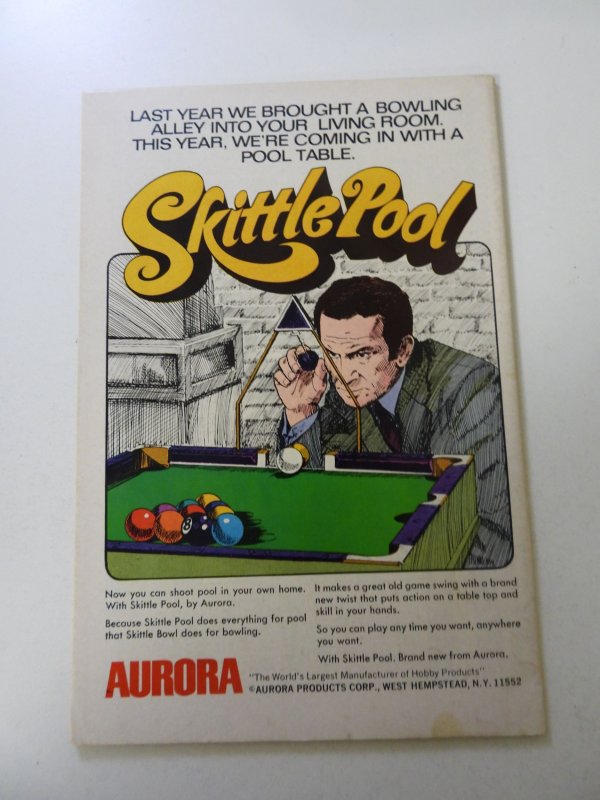 LAST YEAR WE BROUGHT A BOWLING
ALLEY INTO YOUR LIVING ROOM.
THIS YEAR, WE'RE COMING IN WITH A
POOL TABLE.
Skittle Pool
8
Now you can shoot pool in your own home.
With Skittle Pool, by Aurora.
Because Skittle Pool does everything for pool
that Skittle Bowl does for bowling.
It makes a great old game swing with a brand
new twist that puts action on a table top and
skill in your hands.
So you can play any time you want, anywhere
you want.
With Skittle Pool. Brand new from Aurora.
AURORA
"The World's Largest Manufacturer of Hobby Products"
©AURORA PRODUCTS CORP., WEST HEMPSTEAD, N.Y. 11552